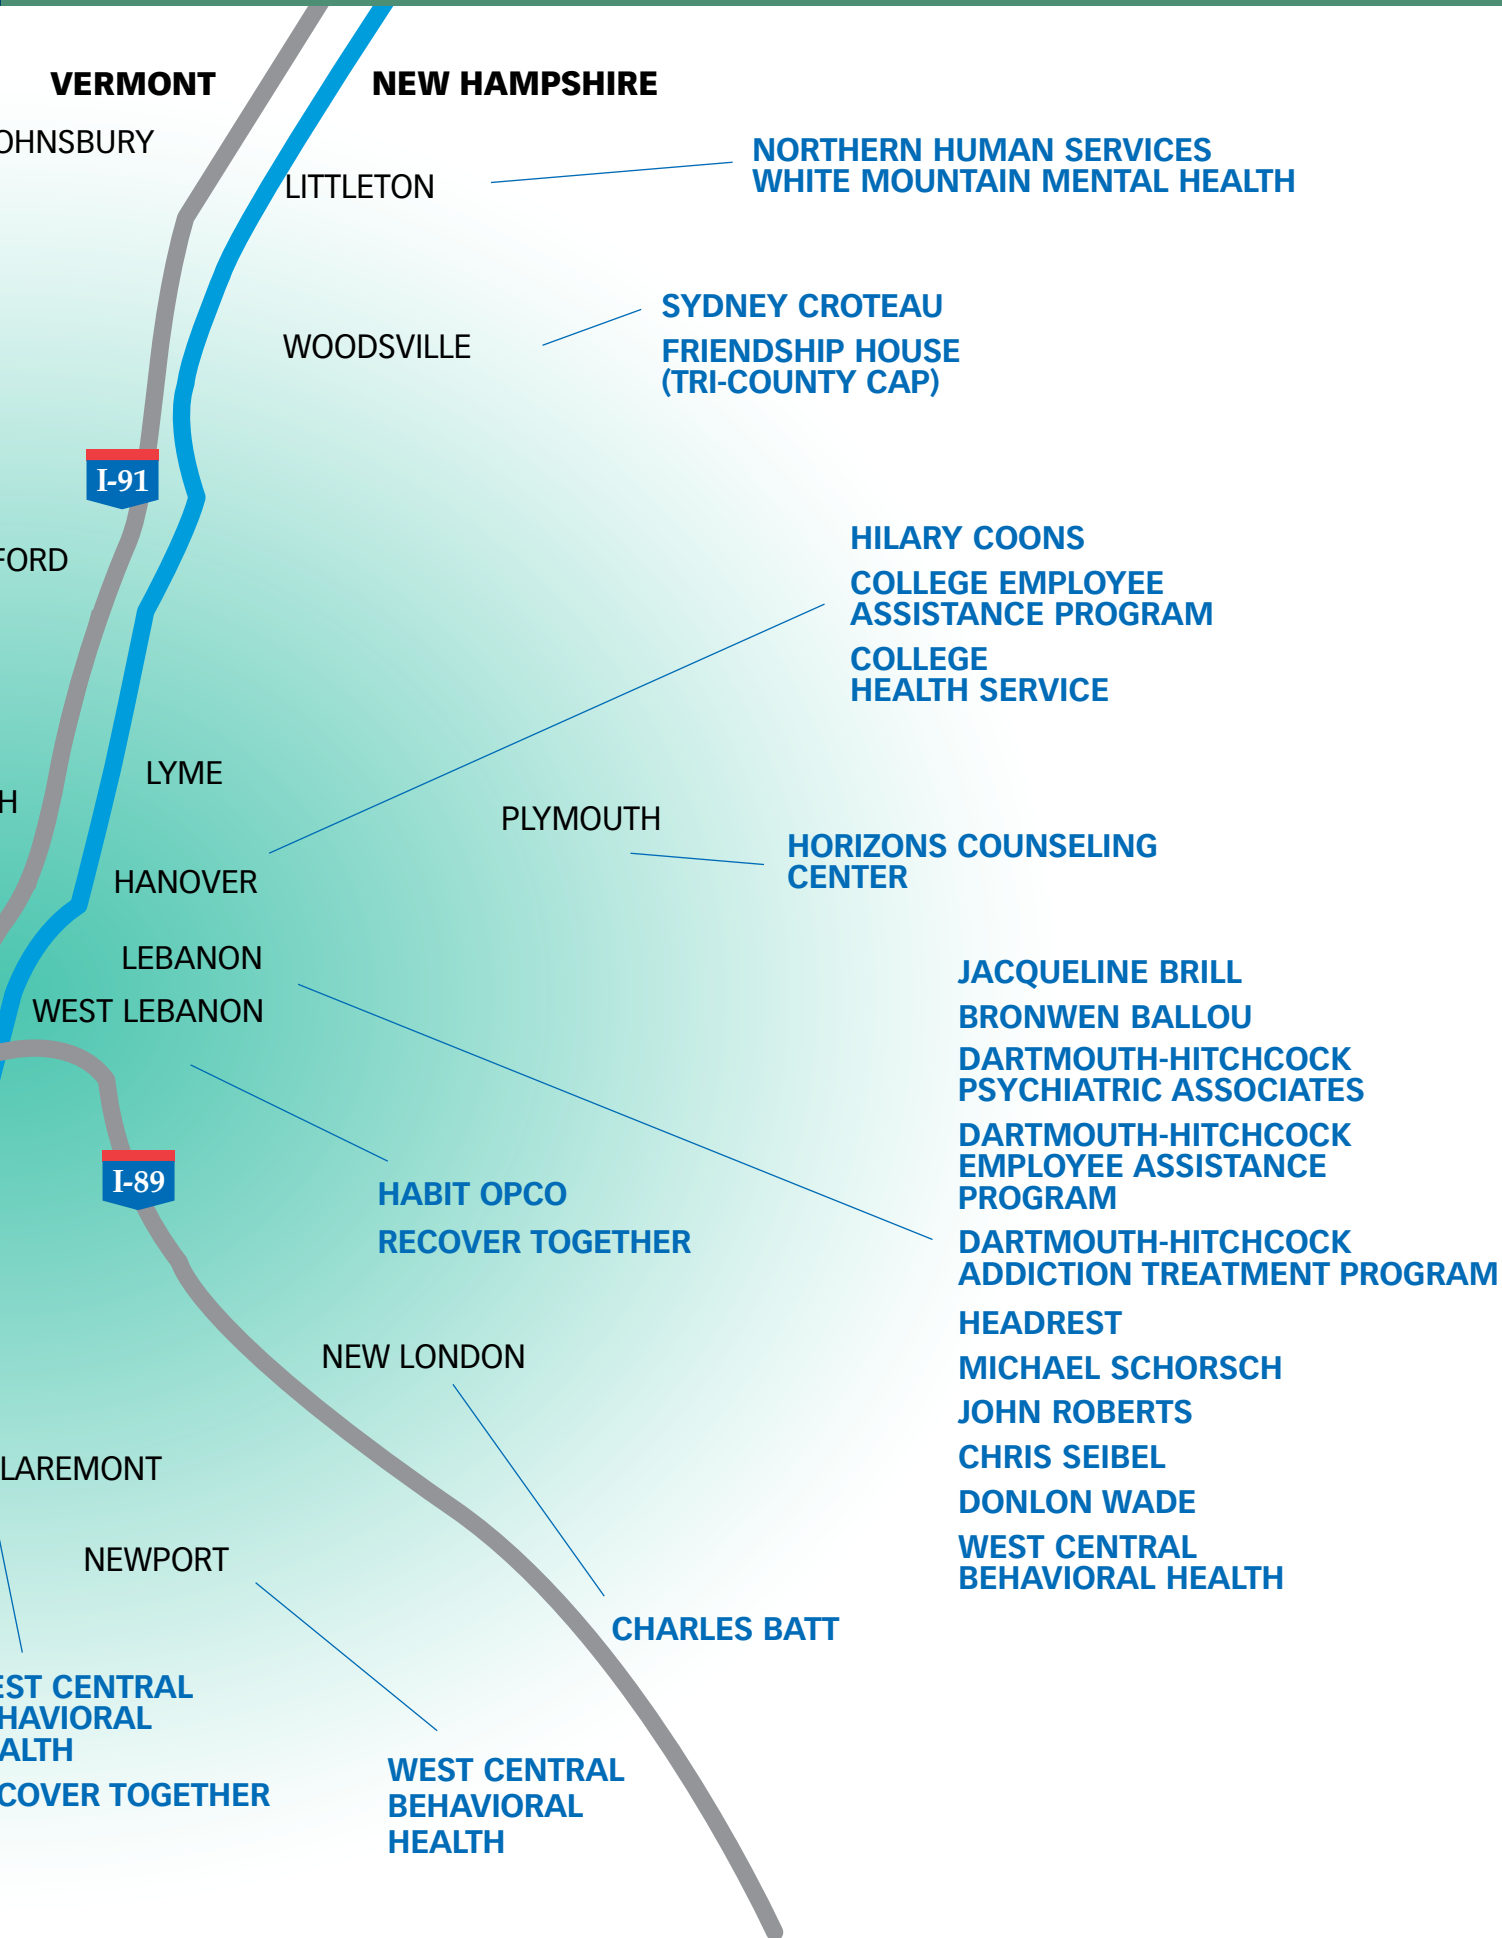 VERMONT
NEW HAMPSHIRE
OHNSBURY
LITTLETON
NORTHERN HUMAN SERVICES
WHITE MOUNTAIN MENTAL HEALTH
WOODSVILLE
SYDNEY CROTEAU
FRIENDSHIP HOUSE
(TRI-COUNTY CAP)
I-91
FORD
HILARY COONS
COLLEGE EMPLOYEE
ASSISTANCE PROGRAM
COLLEGE
HEALTH SERVICE
LYME
H
PLYMOUTH
HORIZONS COUNSELING
CENTER
HANOVER
LEBANON
WEST LEBANON
JACQUELINE BRILL
BRONWEN BALLOU
DARTMOUTH-HITCHCOCK
PSYCHIATRIC ASSOCIATES
DARTMOUTH-HITCHCOCK
EMPLOYEE ASSISTANCE
PROGRAM
DARTMOUTH-HITCHCOCK
ADDICTION TREATMENT PROGRAM
HEADREST
MICHAEL SCHORSCH
JOHN ROBERTS
CHRIS SEIBEL
DONLON WADE
WEST CENTRAL
BEHAVIORAL HEALTH
I-89
HABIT OPCO
RECOVER TOGETHER
NEW LONDON
LAREMONT
NEWPORT
CHARLES BATT
EST CENTRAL
HAVIORAL
ALTH
COVER TOGETHER
WEST CENTRAL
BEHAVIORAL
HEALTH